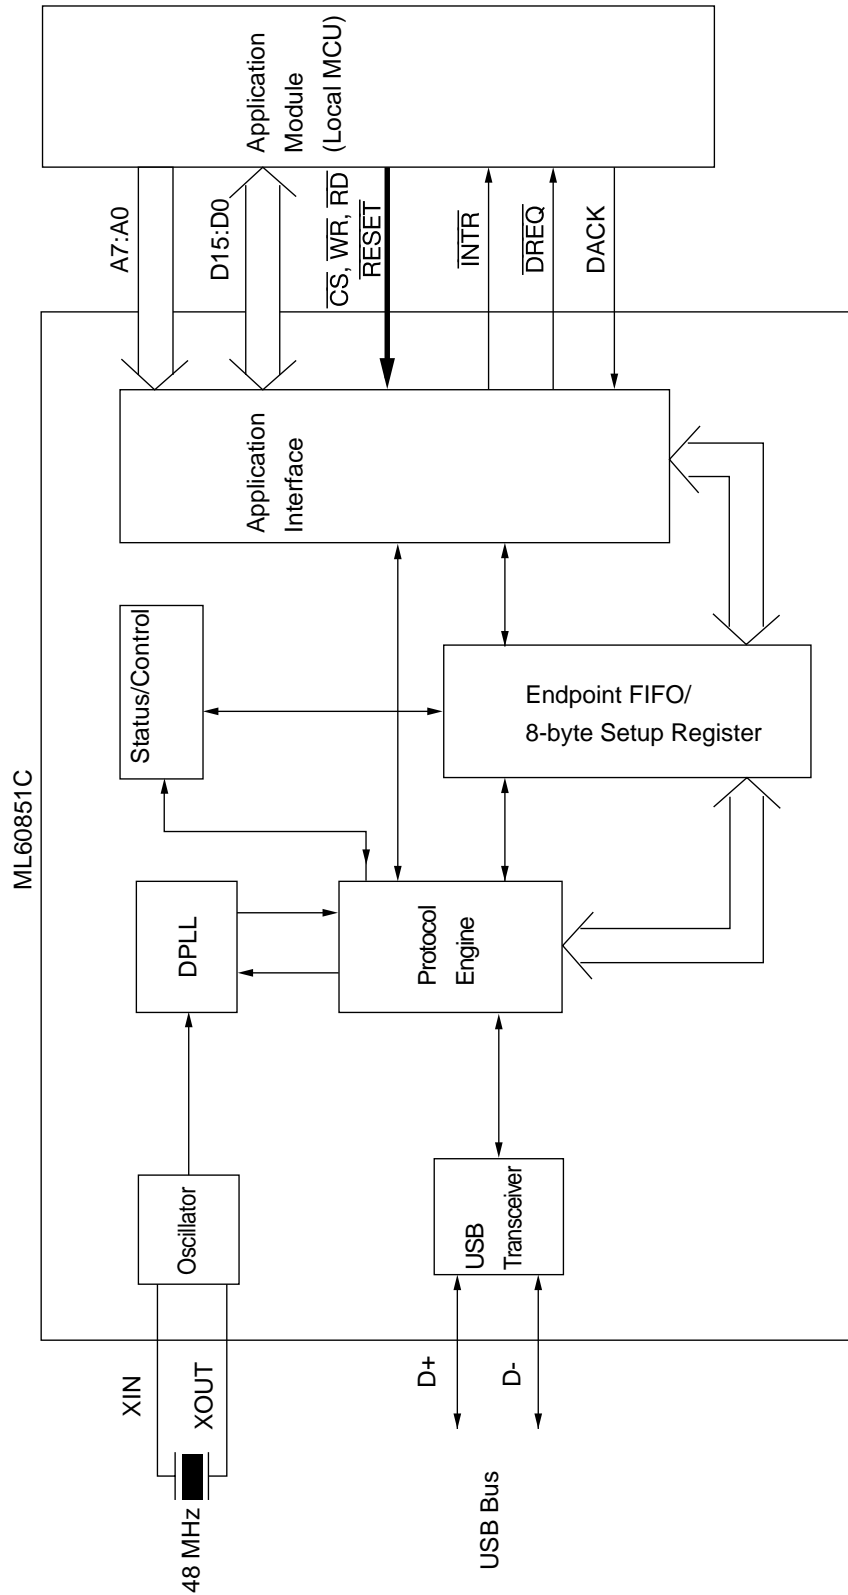 ML60851C
48 MHz
XIN
XOUT
Oscillator
DPLL
Status/Control
USB Bus
D+
D-
USB
Transceiver
Protocol
Engine
Endpoint FIFO/
8-byte Setup Register
Application
Interface
A7:A0
D15:D0
CS, WR, RD
RESET
INTR
DREQ
DACK
Application
Module
(Local MCU)